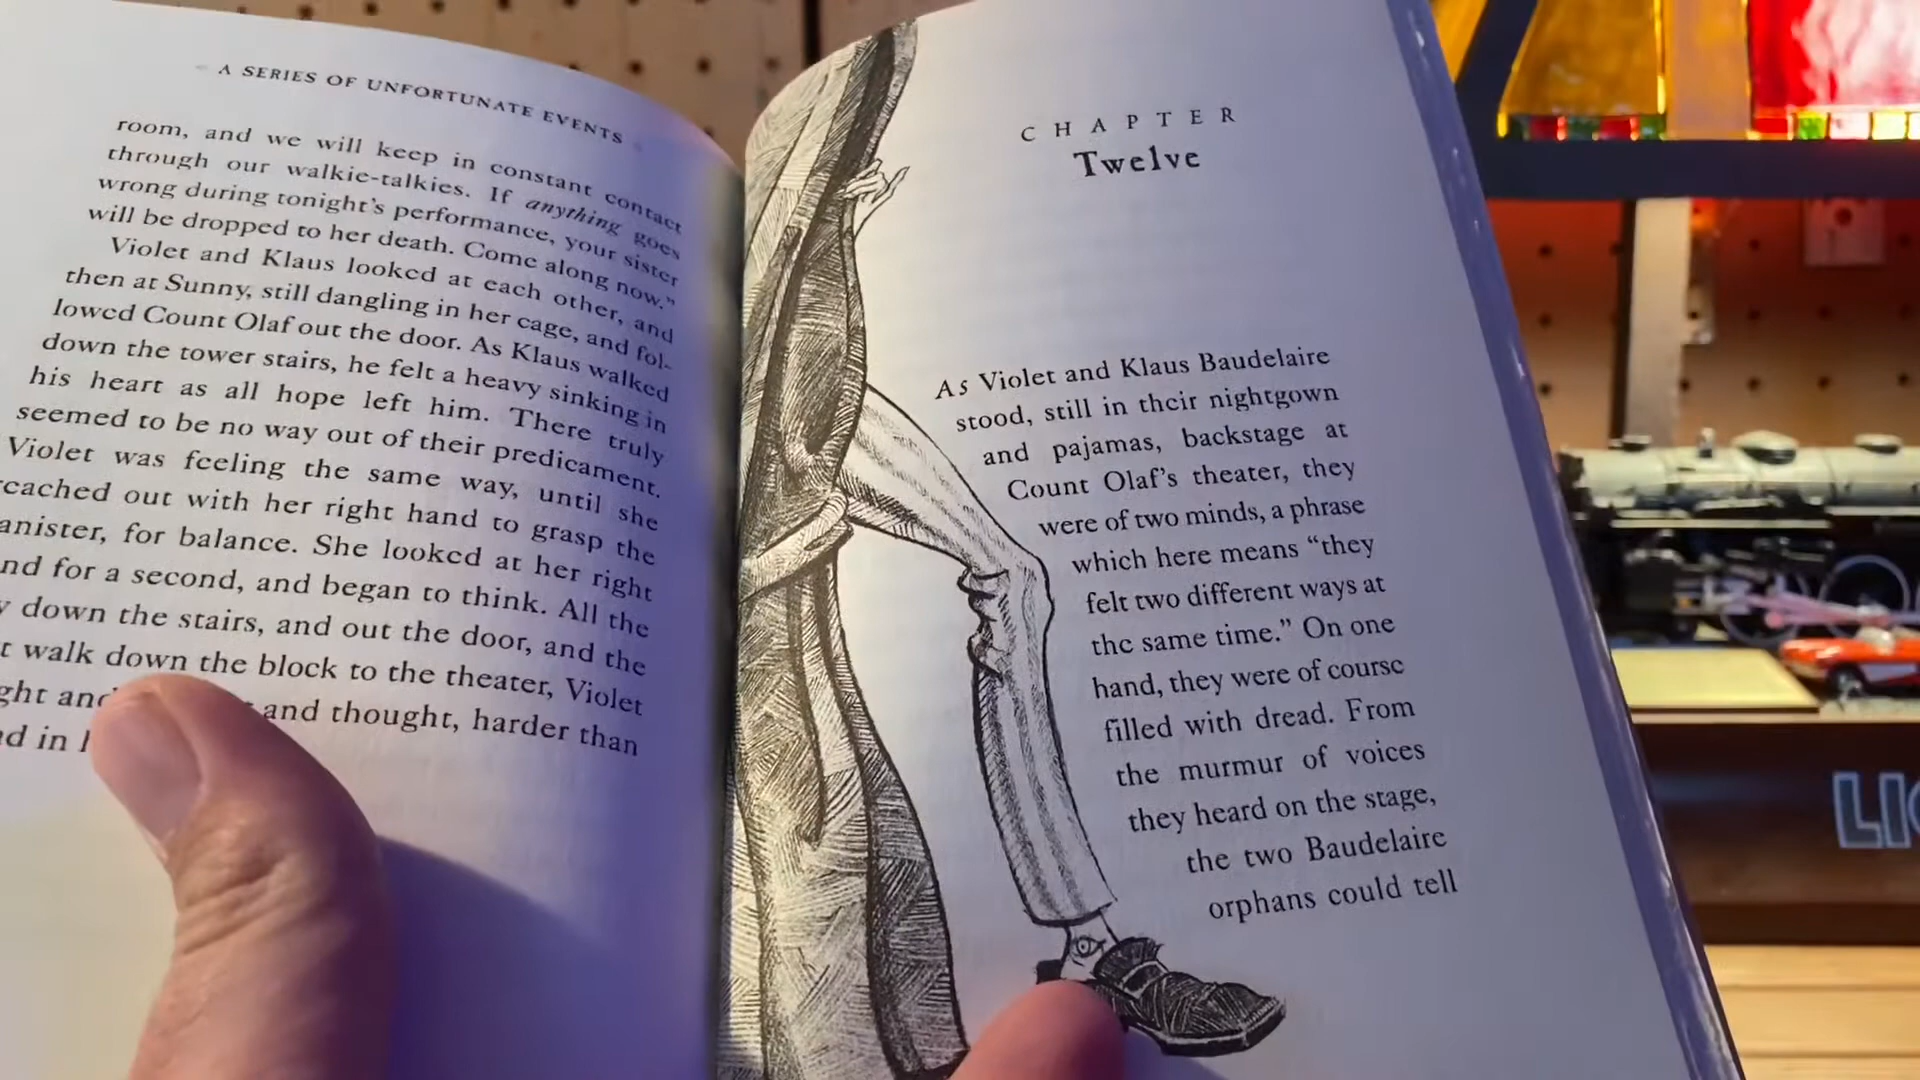 A SERIES OF UNFORTUNATE EVENTS
room, and we will keep in constant contact
through our walkie-talkies. If anything goes
wrong during tonight's performance, your sister
will be dropped to her death. Come along now."
Violet and Klaus looked at each other, and
then at Sunny, still dangling in her cage, and fol-
lowed Count Olaf out the door. As Klaus walked
down the tower stairs, he felt a heavy sinking in
his heart as all hope left him. There truly
seemed to be no way out of their predicament.
Violet was feeling the same way, until she
reached out with her right hand to grasp the
anister, for balance. She looked at her right
nd for a second, and began to think. All the
down the stairs, and out the door, and the
t walk down the block to the theater, Violet
ght and and thought, harder than
d in
CHAPTER
Twelve
As Violet and Klaus Baudelaire
stood, still in their nightgown
and pajamas, backstage at
Count Olaf's theater, they
were of two minds, a phrase
which here means "they
felt two different ways at
the same time." On one
hand, they were of course
filled with dread. From
the murmur of voices
they heard on the stage,
the two Baudelaire
orphans could tell